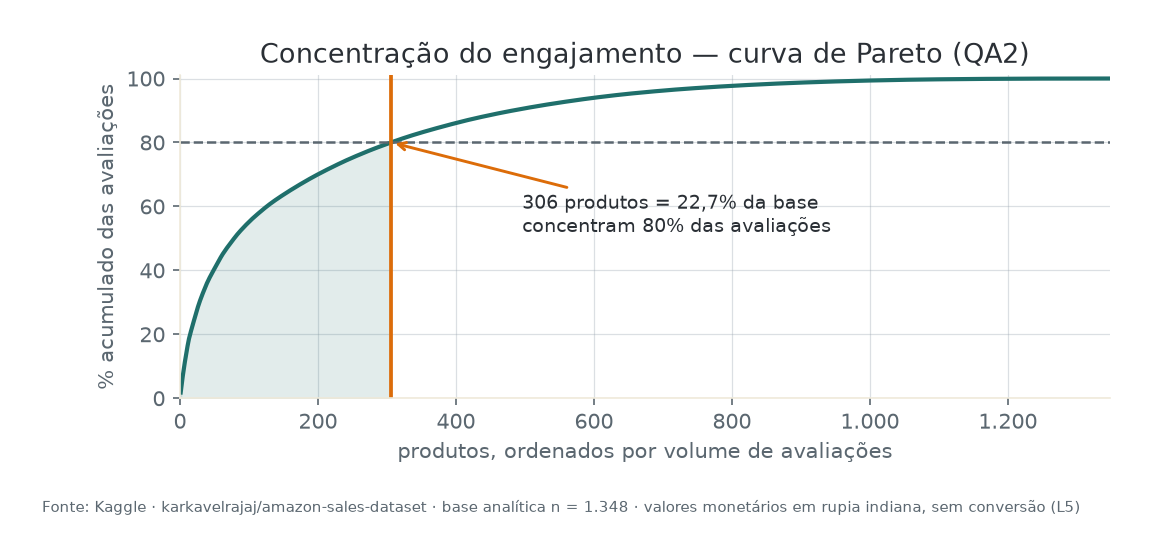 Concentração do engajamento — curva de Pareto (QA2)
% acumulado das avaliações
100
80
60
40
20
0
306 produtos = 22,7% da base
concentram 80% das avaliações
0 200 400 600 800 1.000 1.200
produtos, ordenados por volume de avaliações
Fonte: Kaggle · karkavelrajaj/amazon-sales-dataset · base analítica n = 1.348 · valores monetários em rupia indiana, sem conversão (L5)